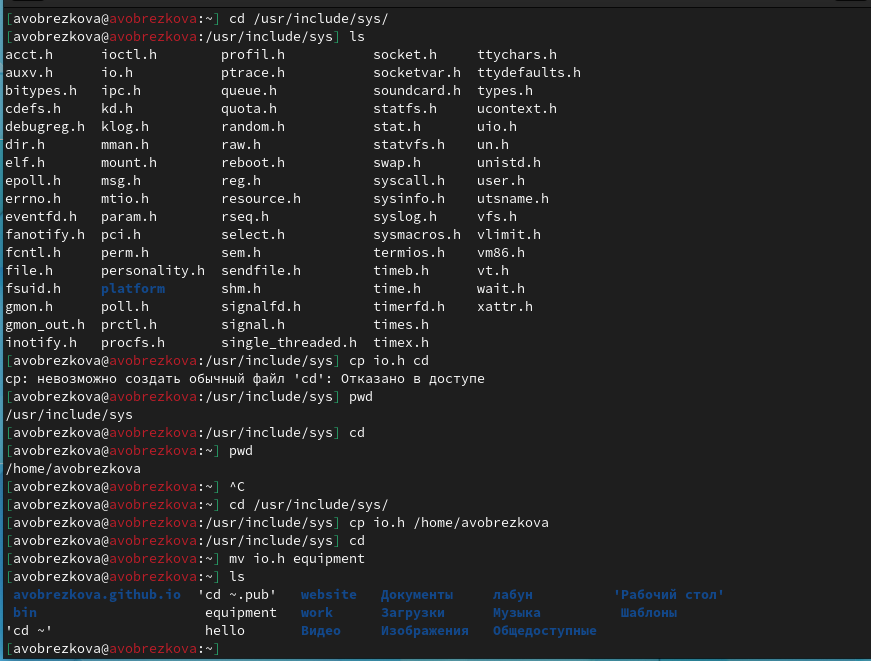 [avobrezkova@avobrezkova:~] cd /usr/include/sys/
[avobrezkova@avobrezkova:/usr/include/sys] ls
acct.h      ioctl.h        profil.h           socket.h     ttychars.h
auxv.h      io.h           ptrace.h           socketvar.h  ttydefaults.h
bitypes.h   ipc.h          queue.h            soundcard.h  types.h
cdefs.h     kd.h           quota.h            statfs.h     ucontext.h
debugreg.h  klog.h         random.h           stat.h       uio.h
dir.h       mman.h         raw.h              statvfs.h    un.h
elf.h       mount.h        reboot.h           swap.h       unistd.h
epoll.h     msg.h          reg.h              syscall.h    user.h
errno.h     mtio.h         resource.h         sysinfo.h    utsname.h
eventfd.h   param.h        rseq.h             syslog.h     vfs.h
fanotify.h  pci.h          select.h           sysmacros.h  vlimit.h
fcntl.h     perm.h         sem.h              termios.h    vm86.h
file.h      personality.h  sendfile.h         timeb.h      vt.h
fsuid.h     platform       shm.h              time.h       wait.h
gmon.h      poll.h         signalfd.h         timerfd.h    xattr.h
gmon_out.h  prctl.h        signal.h           times.h
inotify.h   procfs.h       single_threaded.h  timex.h
[avobrezkova@avobrezkova:/usr/include/sys] cp io.h cd
cp: невозможно создать обычный файл 'cd': Отказано в доступе
[avobrezkova@avobrezkova:/usr/include/sys] pwd
/usr/include/sys
[avobrezkova@avobrezkova:/usr/include/sys] cd
[avobrezkova@avobrezkova:~] pwd
/home/avobrezkova
[avobrezkova@avobrezkova:~] ^C
[avobrezkova@avobrezkova:~] cd /usr/include/sys/
[avobrezkova@avobrezkova:/usr/include/sys] cp io.h /home/avobrezkova
[avobrezkova@avobrezkova:/usr/include/sys] cd
[avobrezkova@avobrezkova:~] mv io.h equipment
[avobrezkova@avobrezkova:~] ls
avobrezkova.github.io  'cd ~.pub'   website   Документы    лабун          'Рабочий стол'
bin                     equipment   work      Загрузки     Музыка          Шаблоны
'cd ~'                   hello       Видео     Изображения  Общедоступные
[avobrezkova@avobrezkova:~]